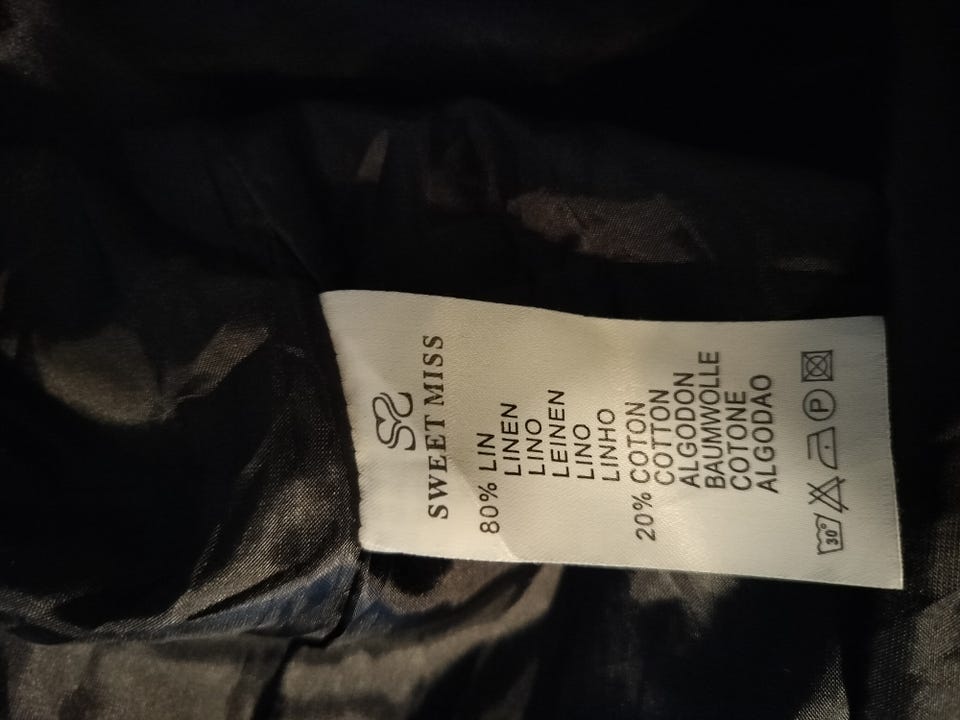 SWEET MISS
80% LIN
LINEN
LINO
LEINEN
LINO
LINHO
20% COTON
COTTON
ALGODON
BAUMWOLLE
COTONE
ALGODAO
30° P